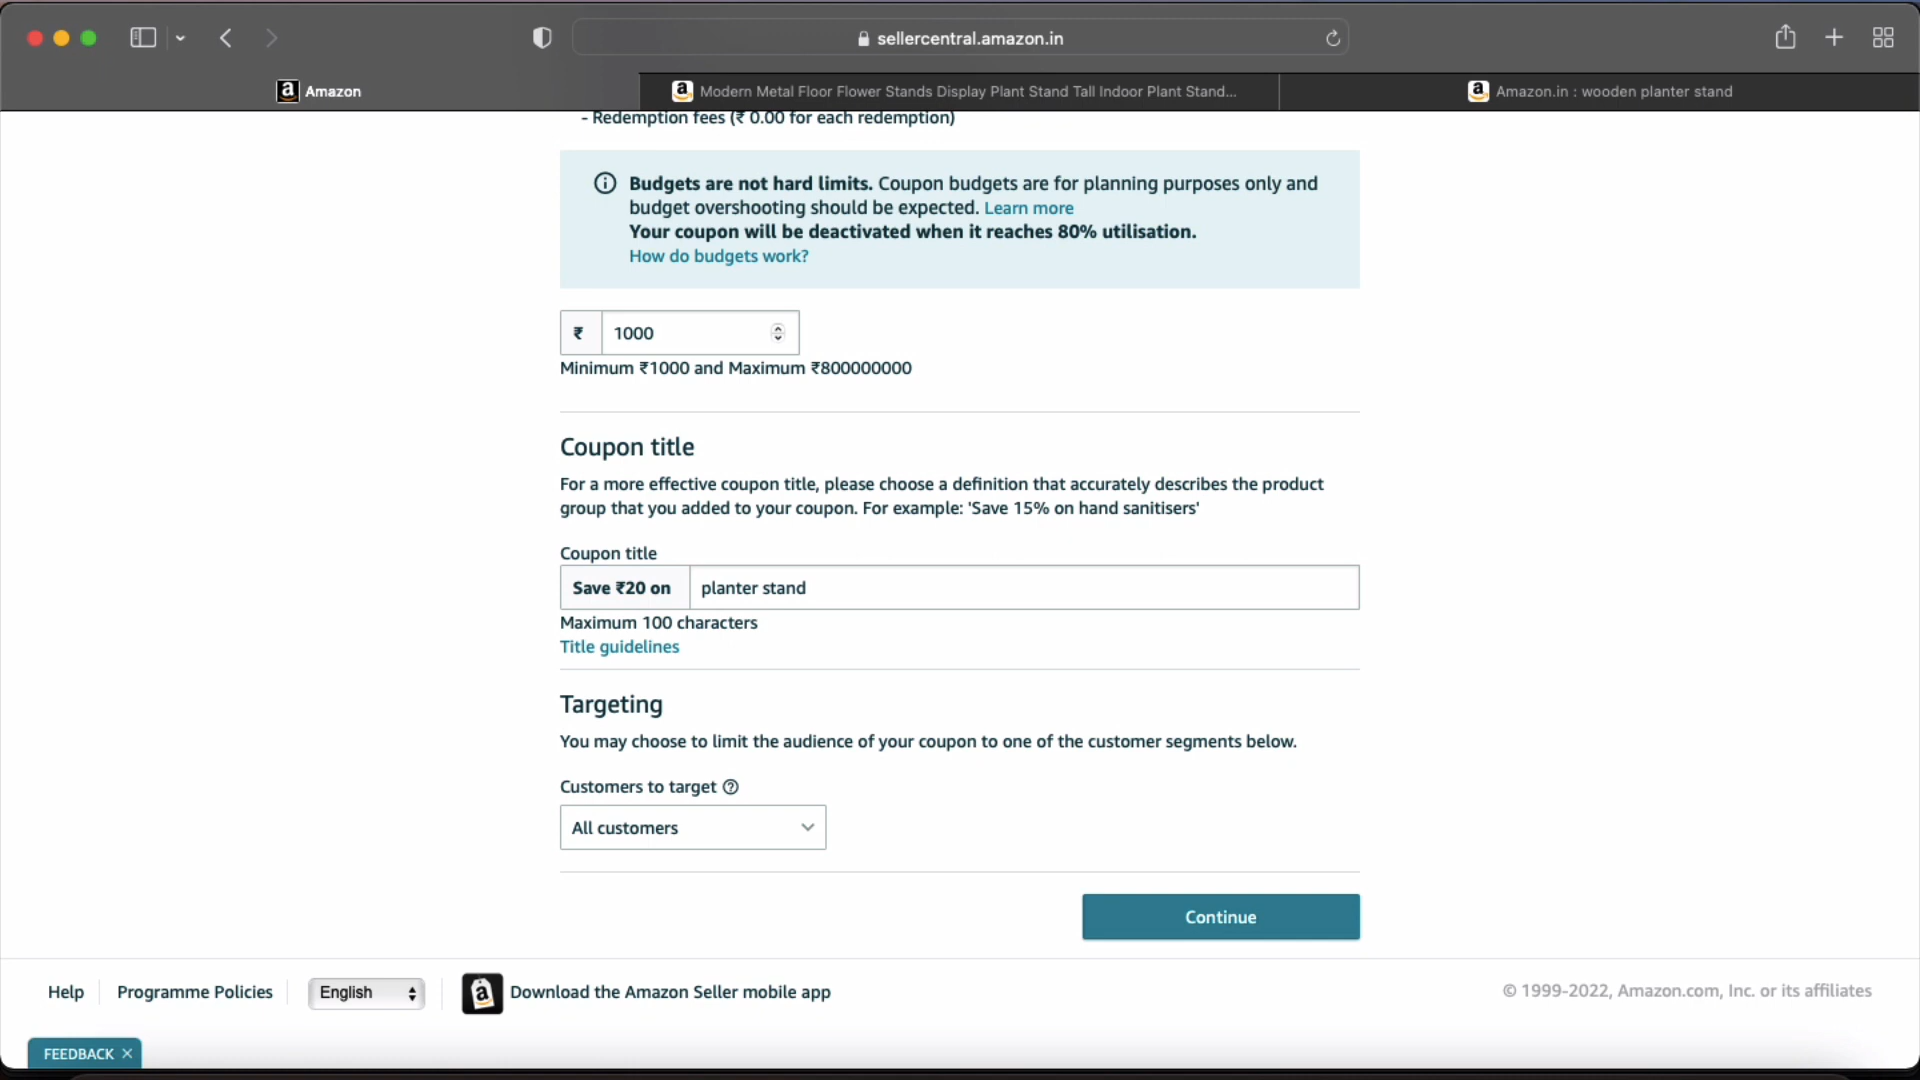 sellercentral.amazon.in
Amazon
Modern Metal Floor Flower Stands Display Plant Stand Tall Indoor Plant Stand...
Amazon.in : wooden planter stand
- Redemption fees (₹ 0.00 for each redemption)
Budgets are not hard limits. Coupon budgets are for planning purposes only and
budget overshooting should be expected. Learn more
Your coupon will be deactivated when it reaches 80% utilisation.
How do budgets work?
₹ 1000
Minimum ₹1000 and Maximum ₹800000000
Coupon title
For a more effective coupon title, please choose a definition that accurately describes the product
group that you added to your coupon. For example: 'Save 15% on hand sanitisers'
Coupon title
Save ₹20 on planter stand
Maximum 100 characters
Title guidelines
Targeting
You may choose to limit the audience of your coupon to one of the customer segments below.
Customers to target
All customers
Continue
Help Programme Policies English Download the Amazon Seller mobile app © 1999-2022, Amazon.com, Inc. or its affiliates
FEEDBACK ×